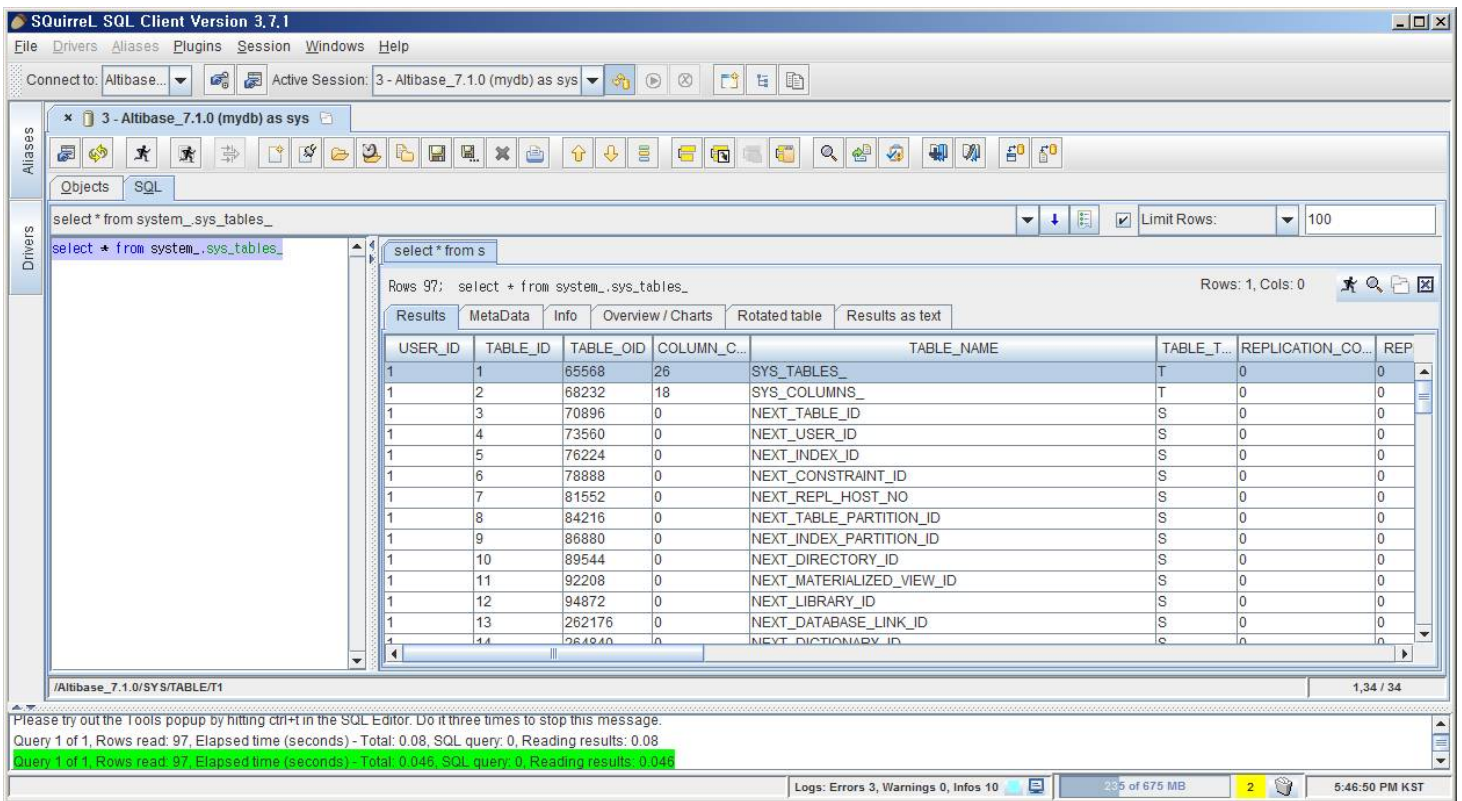 SQuirreL SQL Client Version 3.7.1
File Drivers Aliases Plugins Session Windows Help
Connect to: Altibase... Active Session: 3 - Altibase_7.1.0 (mydb) as sys
3 - Altibase_7.1.0 (mydb) as sys
Aliases
Drivers
Objects SQL
select * from system_.sys_tables_ Limit Rows: 100
select * from system_.sys_tables_
select * from s
Rows 97; select * from system_.sys_tables_ Rows: 1, Cols: 0
Results MetaData Info Overview / Charts Rotated table Results as text
USER_ID TABLE_ID TABLE_OID COLUMN_C... TABLE_NAME TABLE_T... REPLICATION_CO... REP
1 1 65568 26 SYS_TABLES_ T 0 0
1 2 68232 18 SYS_COLUMNS_ T 0 0
1 3 70896 0 NEXT_TABLE_ID S 0 0
1 4 73560 0 NEXT_USER_ID S 0 0
1 5 76224 0 NEXT_INDEX_ID S 0 0
1 6 78888 0 NEXT_CONSTRAINT_ID S 0 0
1 7 81552 0 NEXT_REPL_HOST_NO S 0 0
1 8 84216 0 NEXT_TABLE_PARTITION_ID S 0 0
1 9 86880 0 NEXT_INDEX_PARTITION_ID S 0 0
1 10 89544 0 NEXT_DIRECTORY_ID S 0 0
1 11 92208 0 NEXT_MATERIALIZED_VIEW_ID S 0 0
1 12 94872 0 NEXT_LIBRARY_ID S 0 0
1 13 262176 0 NEXT_DATABASE_LINK_ID S 0 0
1 14 264840 0 NEXT_DICTIONARY_ID S 0 0
/Altibase_7.1.0/SYS/TABLE/T1 1,34 / 34
Please try out the Tools popup by hitting ctrl+t in the SQL Editor. Do it three times to stop this message.
Query 1 of 1, Rows read: 97, Elapsed time (seconds) - Total: 0.08, SQL query: 0, Reading results: 0.08
Query 1 of 1, Rows read: 97, Elapsed time (seconds) - Total: 0.046, SQL query: 0, Reading results: 0.046
Logs: Errors 3, Warnings 0, Infos 10 235 of 675 MB 2 5:46:50 PM KST